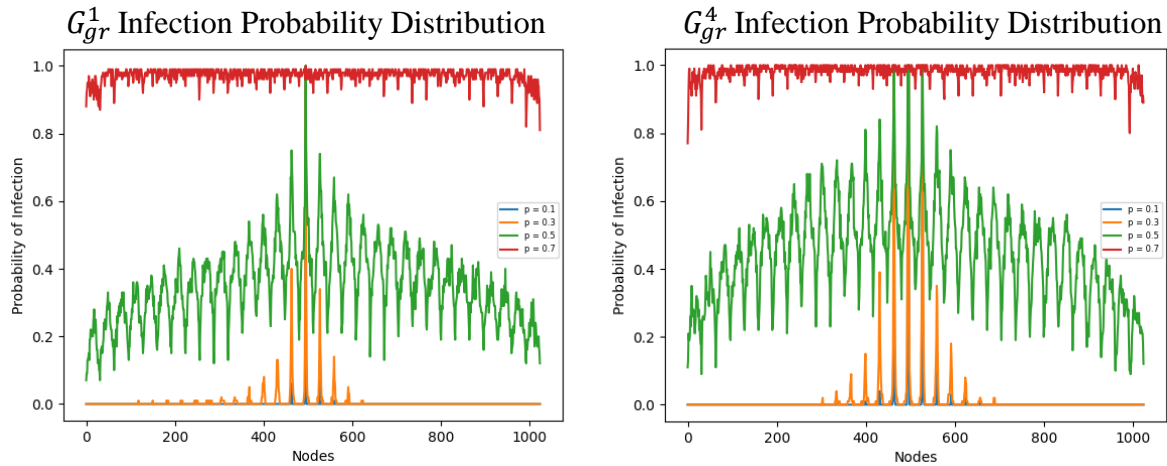 G¹gr Infection Probability Distribution
1.0
0.8
0.6
0.4
0.2
0.0
Probability of Infection
p = 0.1
p = 0.3
p = 0.5
p = 0.7
0 200 400 600 800 1000
Nodes
G⁴gr Infection Probability Distribution
1.0
0.8
0.6
0.4
0.2
0.0
Probability of Infection
p = 0.1
p = 0.3
p = 0.5
p = 0.7
0 200 400 600 800 1000
Nodes